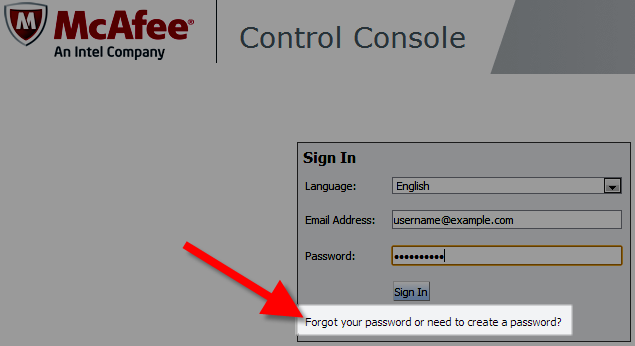 McAfee®
An Intel Company
Control Console
Sign In
Language: English
Email Address: username@example.com
Password: ••••••••••
Sign In
Forgot your password or need to create a password?